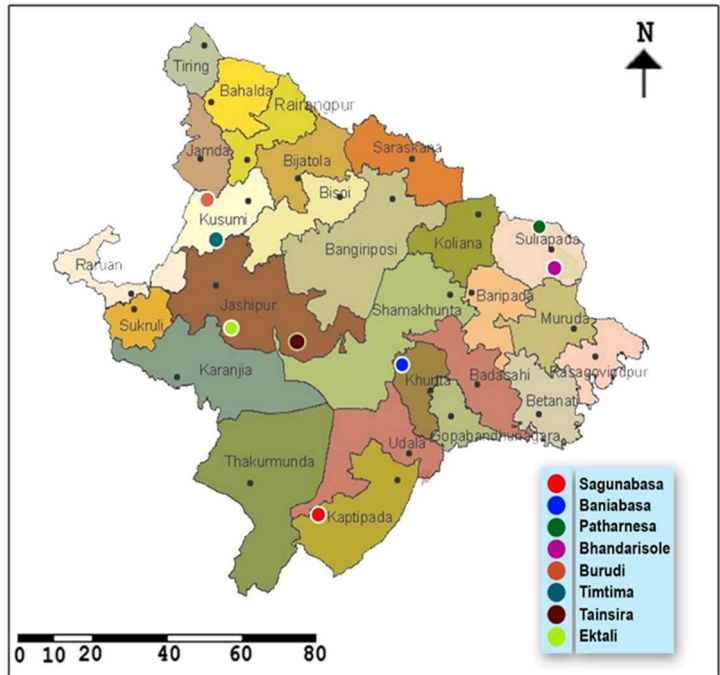 N
Tiring
Bahalda
Rairangpur
Jamda
Bijatola
Saraskana
Bisoi
Kusumi
Bangiriposi
Koliana
Suliapada
Raruan
Jashipur
Shamakhunta
Baripada
Sukruli
Muruda
Karanjia
Khunta
Badasahi
Rasagovindpur
Betanati
Gopabandhunagara
Udala
Thakurmunda
Kaptipada
Sagunabasa
Baniabasa
Patharnesa
Bhandarisole
Burudi
Timtima
Tainsira
Ektali
0 10 20 40 60 80